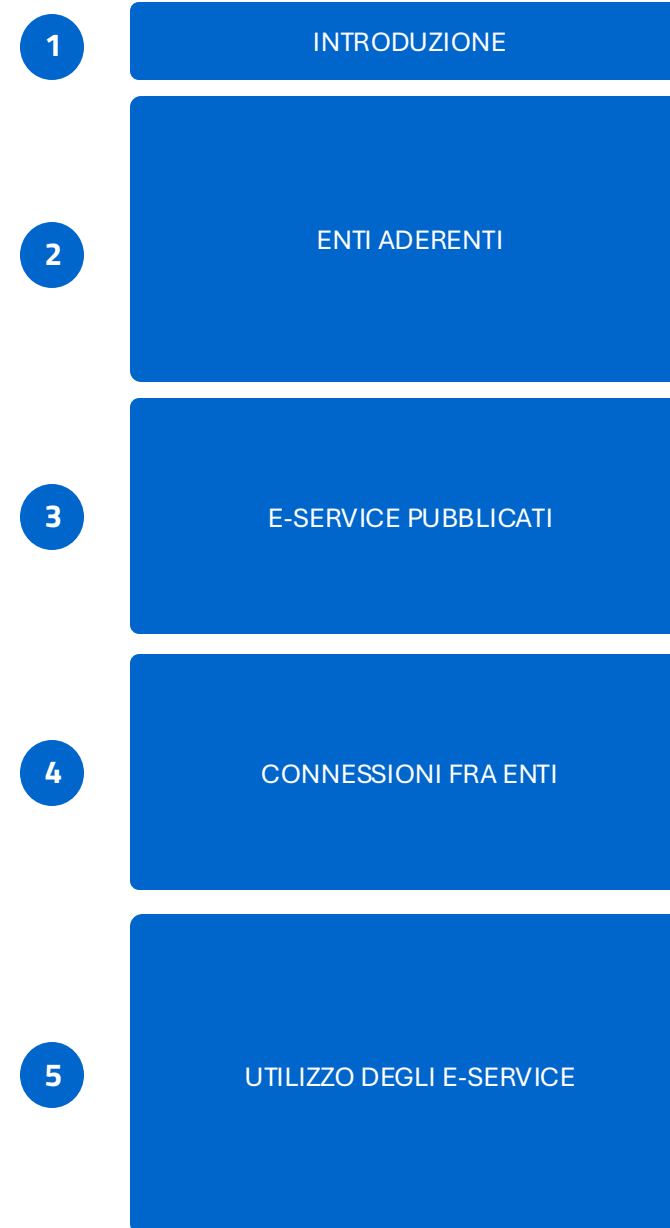 1
INTRODUZIONE
2
ENTI ADERENTI
3
E-SERVICE PUBBLICATI
4
CONNESSIONI FRA ENTI
5
UTILIZZO DEGLI E-SERVICE